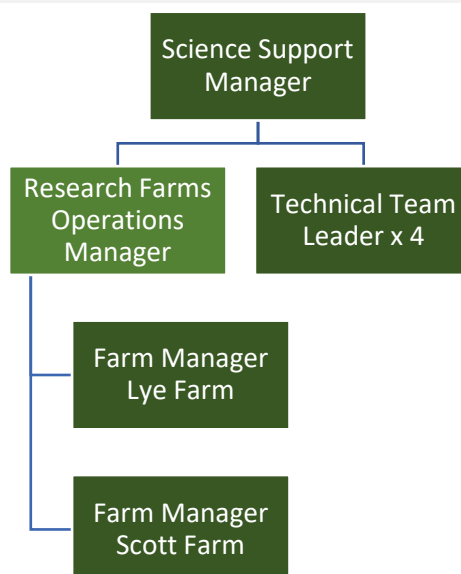 Science Support
Manager
Research Farms
Operations
Manager
Technical Team
Leader x 4
Farm Manager
Lye Farm
Farm Manager
Scott Farm